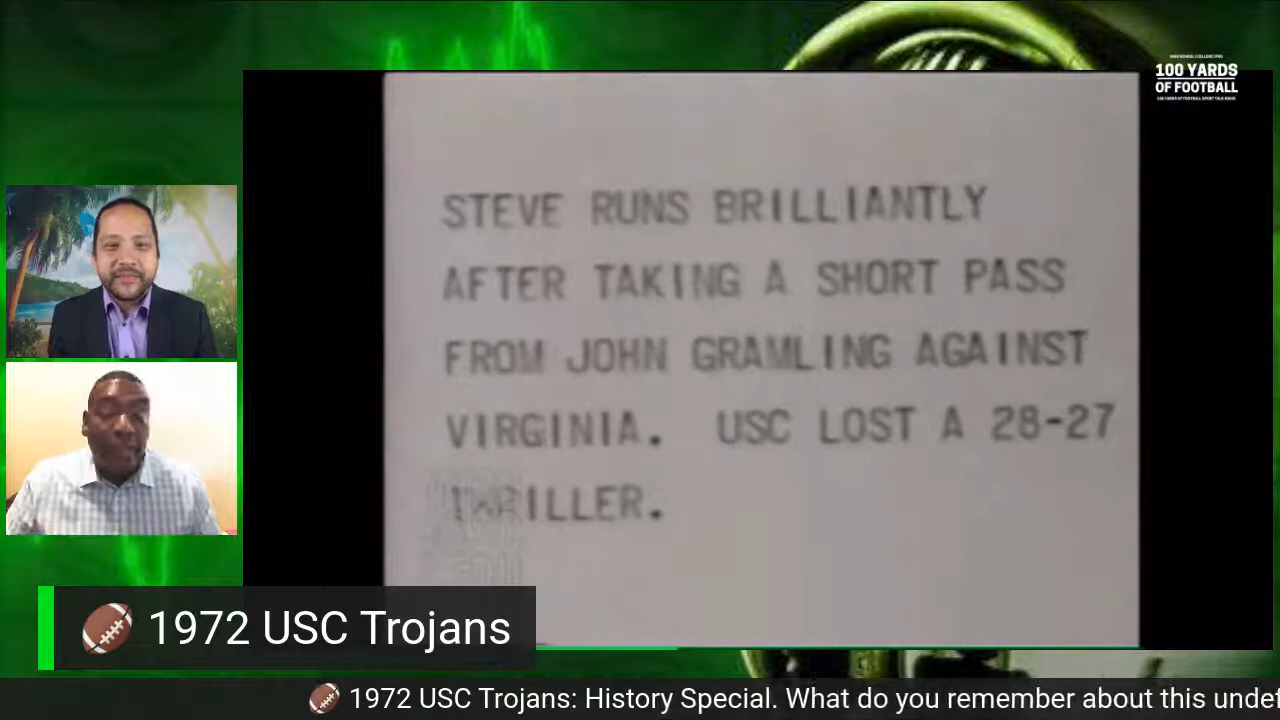 100 YARDS
OF FOOTBALL
STEVE RUNS BRILLIANTLY
AFTER TAKING A SHORT PASS
FROM JOHN GRAMLING AGAINST
VIRGINIA. USC LOST A 28-27
THRILLER.
🏈 1972 USC Trojans
🏈 1972 USC Trojans: History Special. What do you remember about this undef